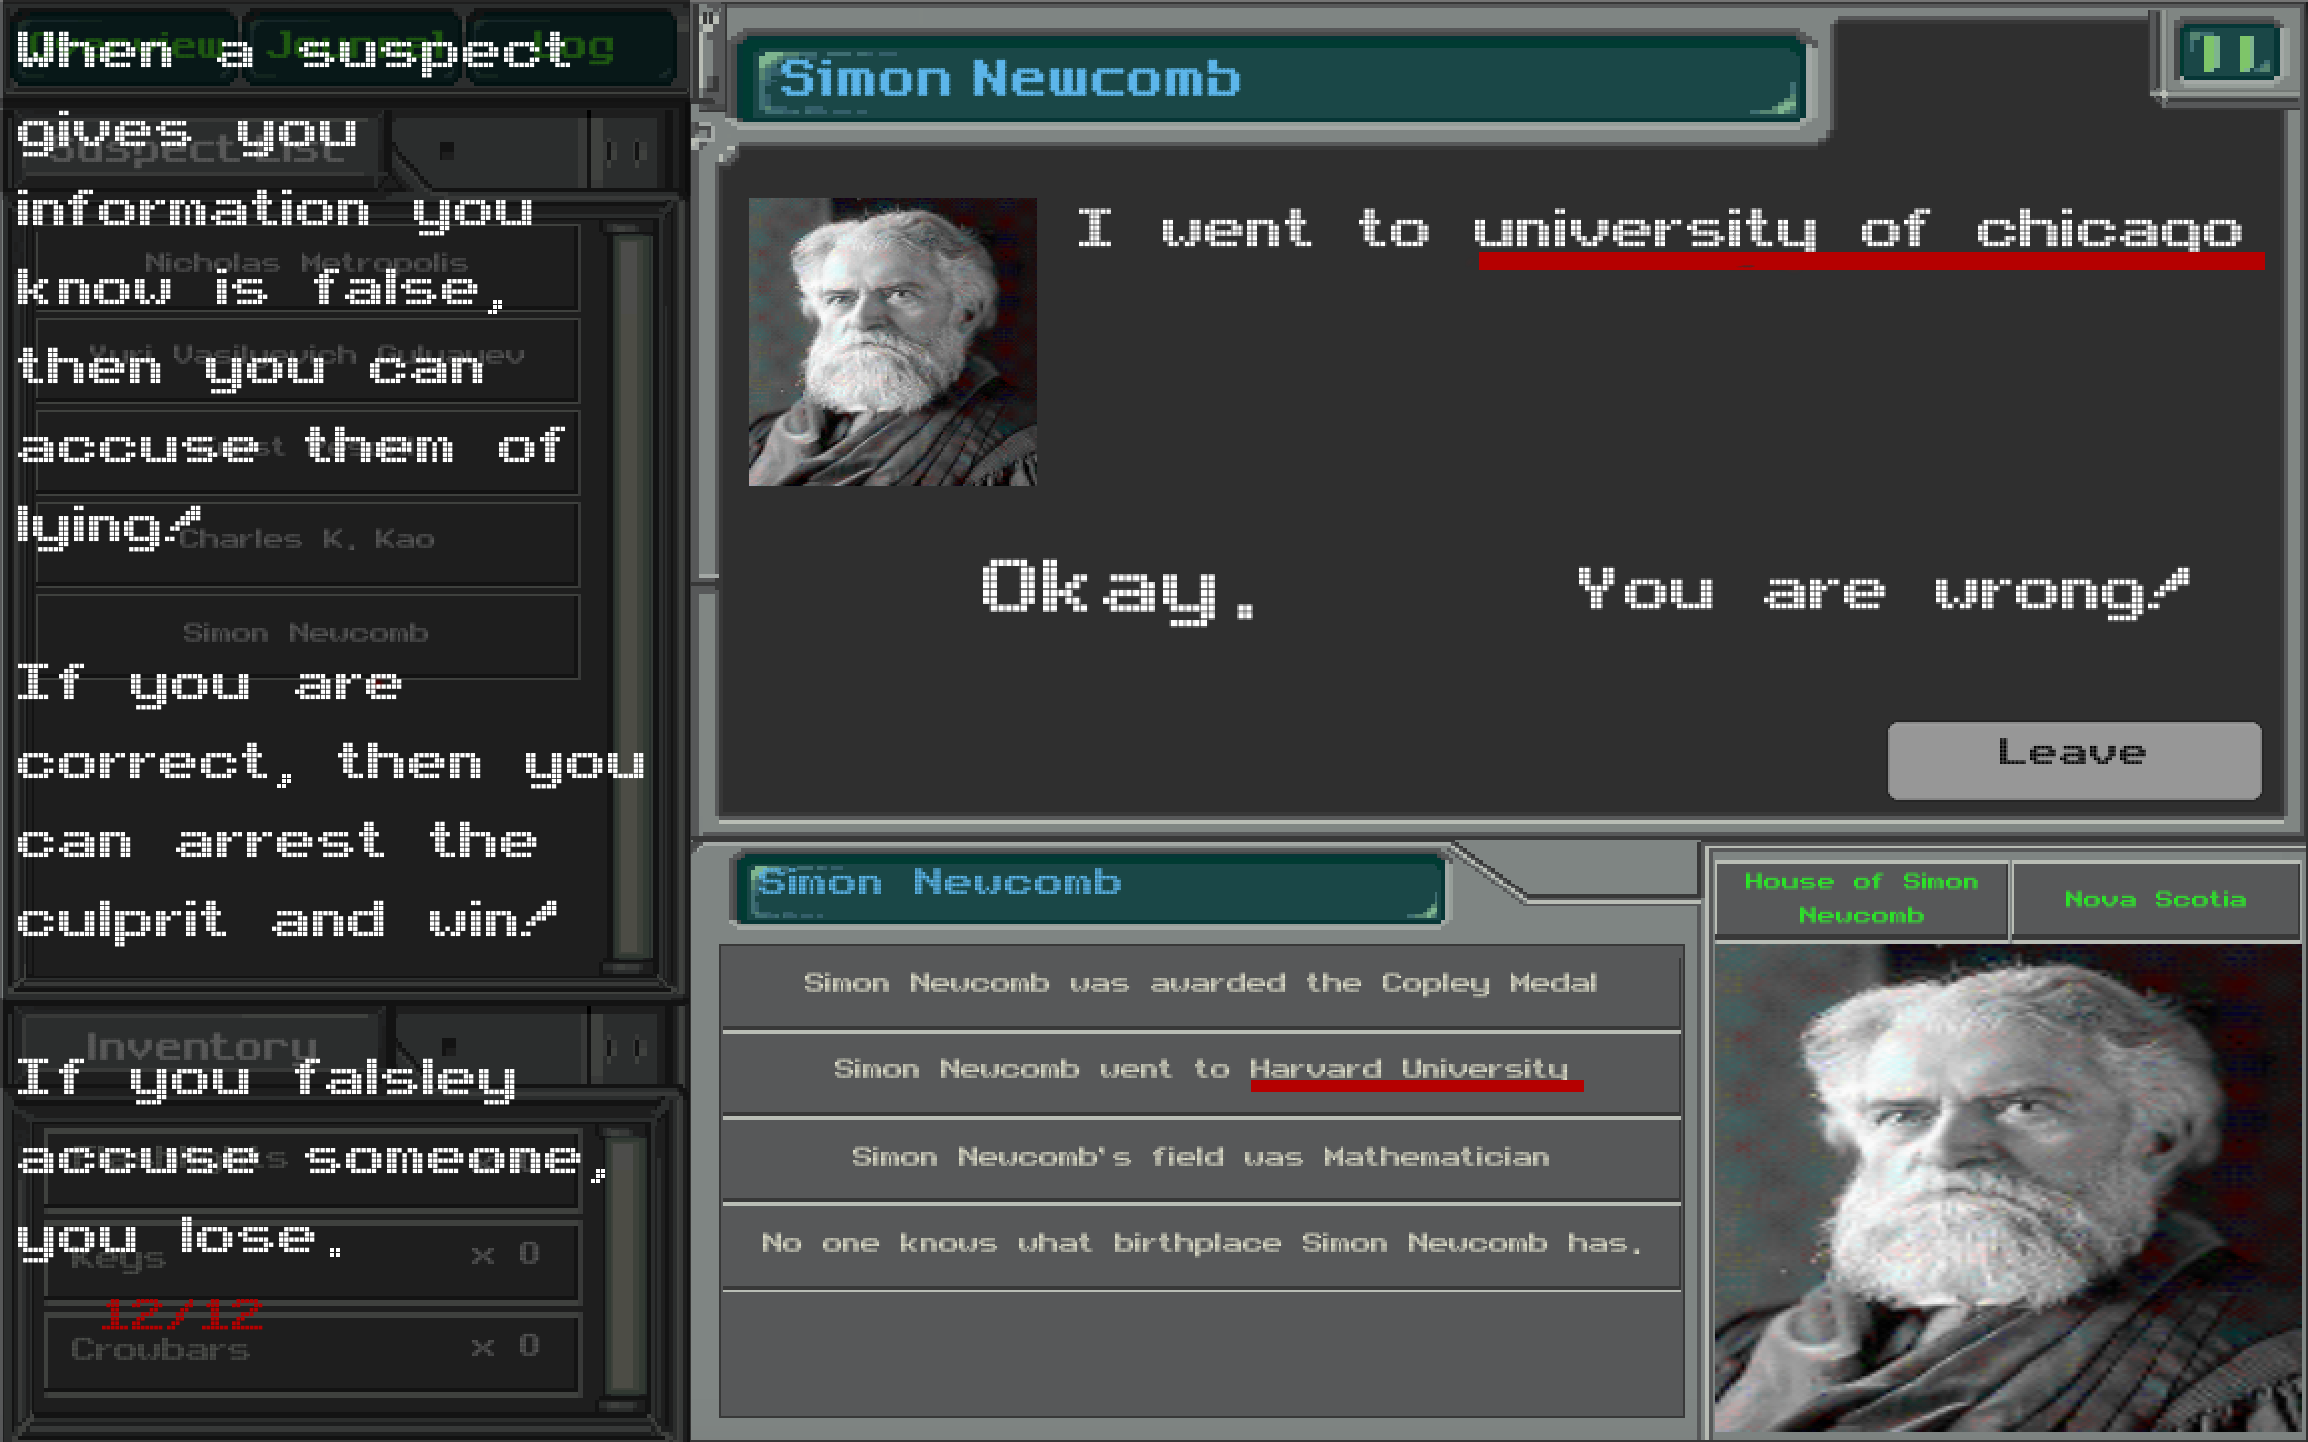 Overview Journal Log
When a suspect
gives you
information you
know is false,
then you can
accuse them of
lying!
If you are
correct, then you
can arrest the
culprit and win!
If you falsley
accuse someone,
you lose.
12/12
Suspect List
Nicholas Metropolis
Yuri Vasilyevich Gulyayev
Charles K. Kao
Simon Newcomb
Inventory
Keys x 0
Crowbars x 0
Simon Newcomb
I went to university of chicago
Okay.
You are wrong!
Leave
Simon Newcomb
Simon Newcomb was awarded the Copley Medal
Simon Newcomb went to Harvard University
Simon Newcomb's field was Mathematician
No one knows what birthplace Simon Newcomb has.
House of Simon
Newcomb
Nova Scotia